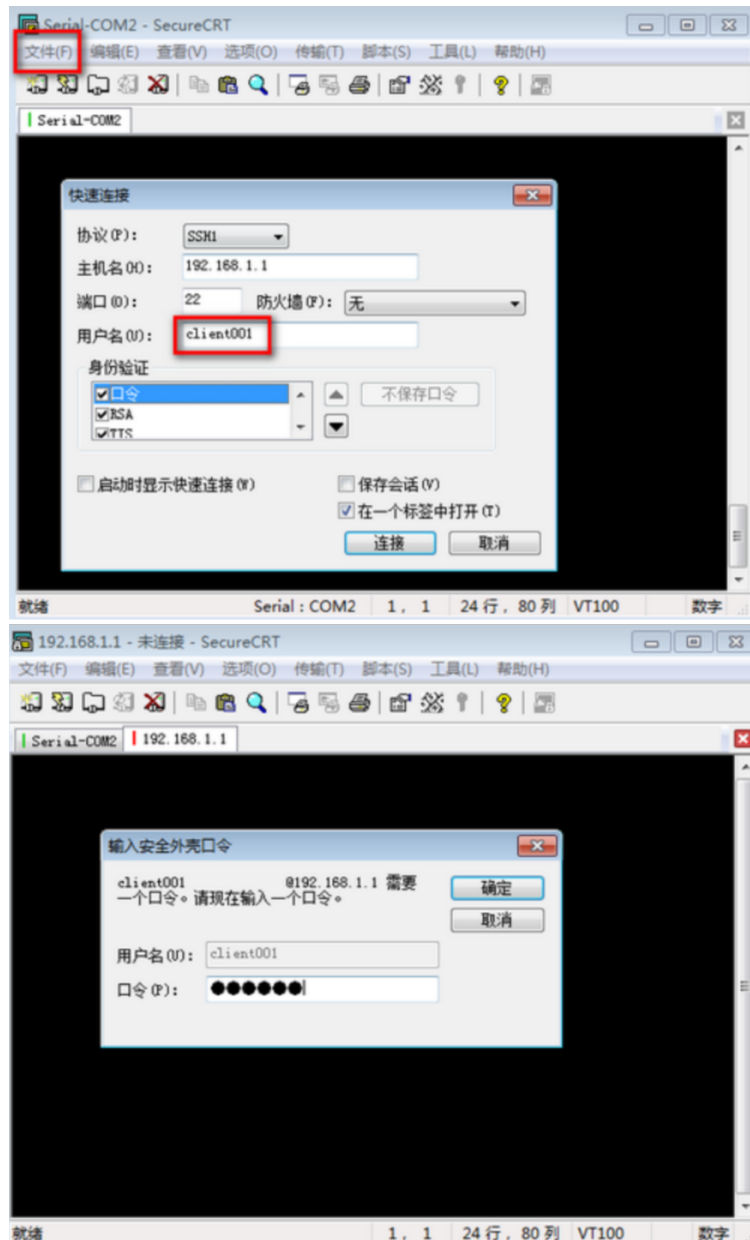 Serial-COM2 - SecureCRT
文件(F) 编辑(E) 查看(V) 选项(O) 传输(T) 脚本(S) 工具(L) 帮助(H)
Serial-COM2
快速连接
协议(P): SSH1
主机名(H): 192.168.1.1
端口(O): 22 防火墙(F): 无
用户名(U): client001
身份验证
口令 不保存口令
RSA
TIS
启动时显示快速连接(W) 保存会话(V)
在一个标签中打开(T)
连接 取消
就绪 Serial : COM2 1, 1 24 行, 80 列 VT100 数字
192.168.1.1 - 未连接 - SecureCRT
文件(F) 编辑(E) 查看(V) 选项(O) 传输(T) 脚本(S) 工具(L) 帮助(H)
Serial-COM2 192.168.1.1
输入安全外壳口令
client001 @192.168.1.1 需要 确定
一个口令。请现在输入一个口令。
取消
用户名(U): client001
口令(P): ●●●●●●
就绪 1, 1 24 行, 80 列 VT100 数字